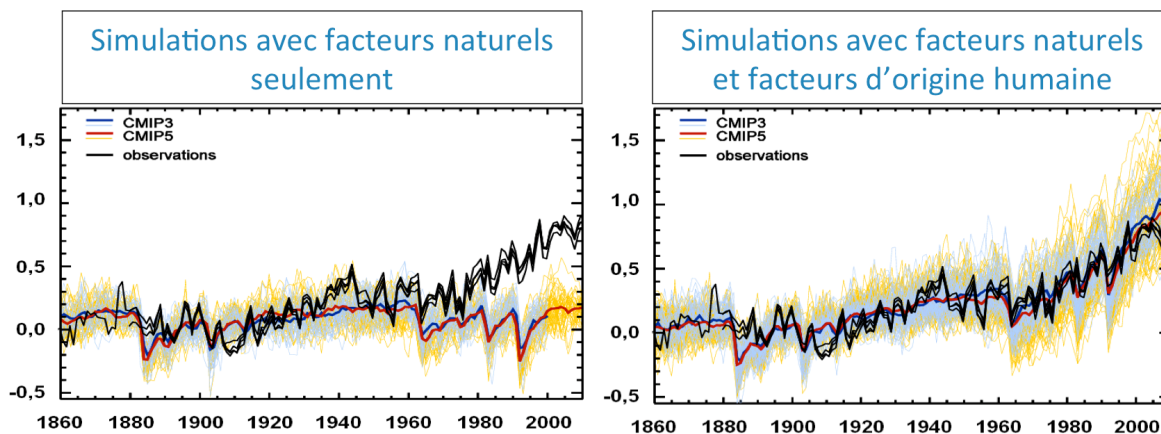 Simulations avec facteurs naturels
seulement
1,5
1,0
0,5
0,0
-0,5
CMIP3
CMIP5
observations
1860 1880 1900 1920 1940 1960 1980 2000
Simulations avec facteurs naturels
et facteurs d’origine humaine
1,5
1,0
0,5
0,0
-0,5
CMIP3
CMIP5
observations
1860 1880 1900 1920 1940 1960 1980 2000